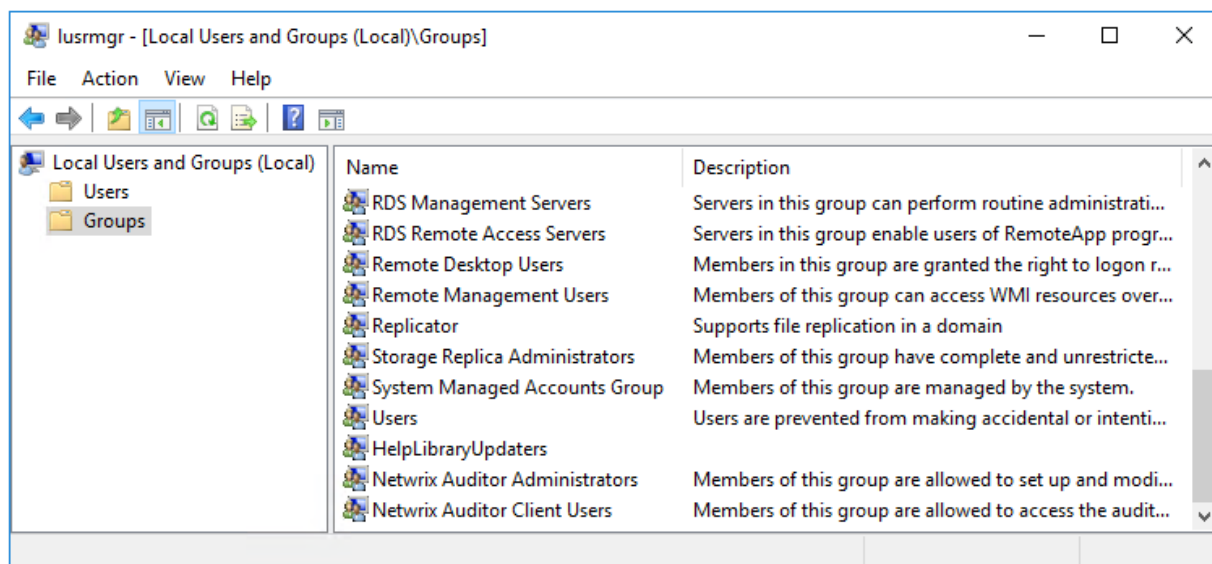 lusrmgr - [Local Users and Groups (Local)\Groups]
File Action View Help
Local Users and Groups (Local)
Users
Groups
Name Description
RDS Management Servers Servers in this group can perform routine administrati...
RDS Remote Access Servers Servers in this group enable users of RemoteApp progr...
Remote Desktop Users Members in this group are granted the right to logon r...
Remote Management Users Members of this group can access WMI resources over...
Replicator Supports file replication in a domain
Storage Replica Administrators Members of this group have complete and unrestricte...
System Managed Accounts Group Members of this group are managed by the system.
Users Users are prevented from making accidental or intenti...
HelpLibraryUpdaters
Netwrix Auditor Administrators Members of this group are allowed to set up and modi...
Netwrix Auditor Client Users Members of this group are allowed to access the audit...